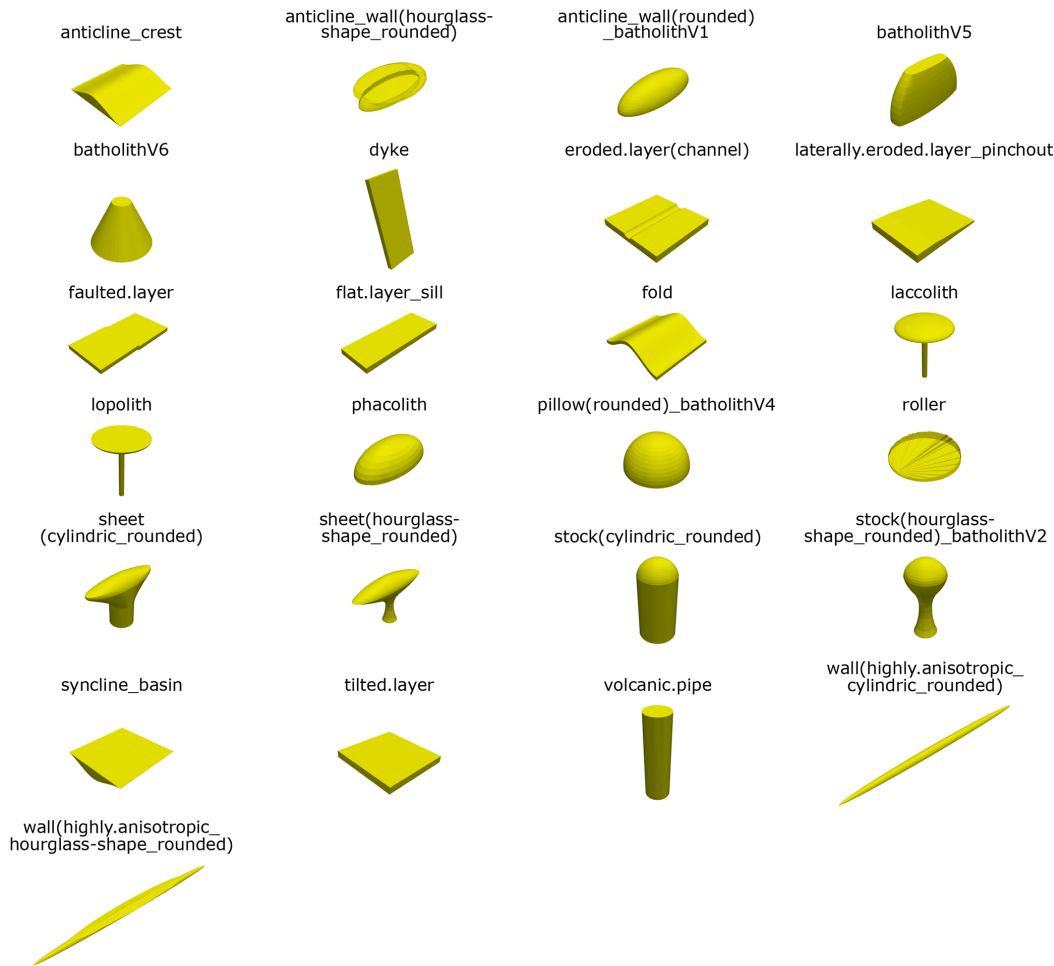 anticline_crest
anticline_wall(hourglass-
shape_rounded)
anticline_wall(rounded)
_batholithV1
batholithV5
batholithV6
dyke
eroded.layer(channel)
laterally.eroded.layer_pinchout
faulted.layer
flat.layer_sill
fold
laccolith
lopolith
phacolith
pillow(rounded)_batholithV4
roller
sheet
(cylindric_rounded)
sheet(hourglass-
shape_rounded)
stock(cylindric_rounded)
stock(hourglass-
shape_rounded)_batholithV2
syncline_basin
tilted.layer
volcanic.pipe
wall(highly.anisotropic_
cylindric_rounded)
wall(highly.anisotropic_
hourglass-shape_rounded)